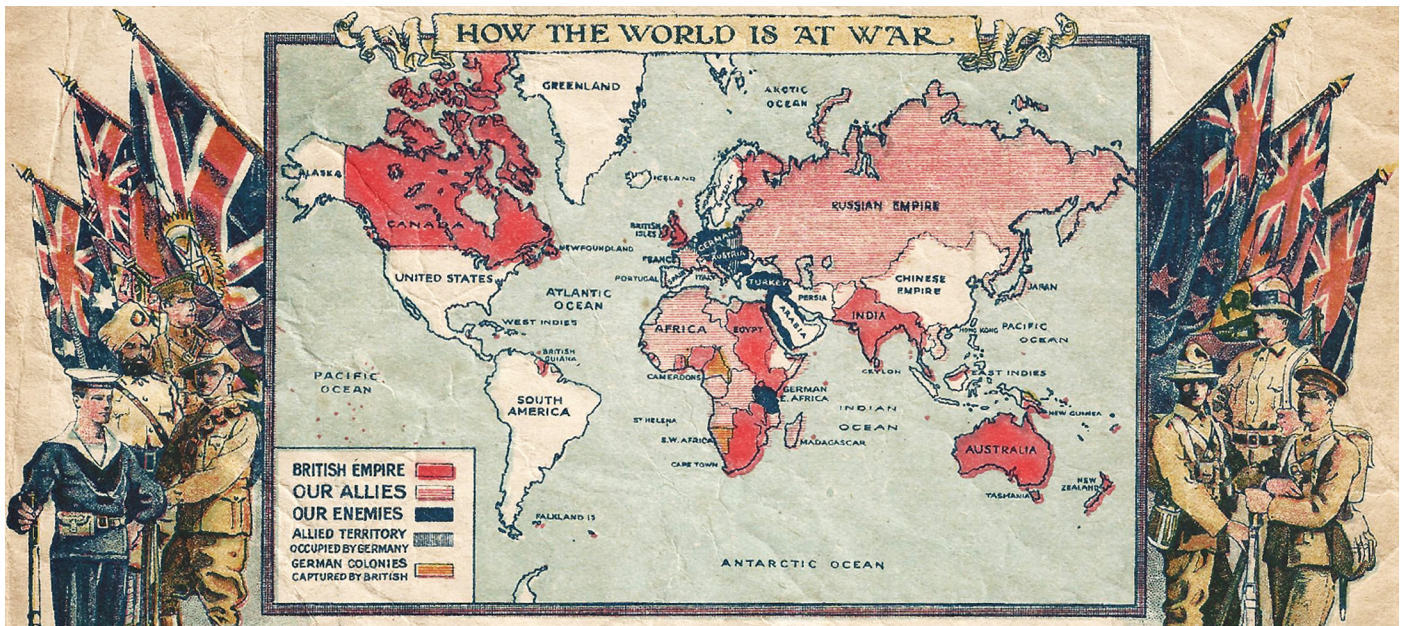 HOW THE WORLD IS AT WAR
GREENLAND
ARCTIC
OCEAN
ALASKA
ICELAND
CANADA
RUSSIAN EMPIRE
BRITISH
ISLES
NEWFOUNDLAND
GERMANY
AUSTRIA
FRANCE
UNITED STATES
PORTUGAL
SPAIN
ITALY
TURKEY
CHINESE
EMPIRE
ATLANTIC
OCEAN
PERSIA
JAPAN
ARABIA
WEST INDIES
AFRICA
EGYPT
INDIA
HONG KONG
PACIFIC
OCEAN
BRITISH
GUIANA
PACIFIC
OCEAN
CAMEROONS
CEYLON
EAST INDIES
GERMAN
E. AFRICA
SOUTH
AMERICA
INDIAN
OCEAN
NEW GUINEA
ST HELENA
S.W. AFRICA
MADAGASCAR
AUSTRALIA
CAPE TOWN
NEW
ZEALAND
TASMANIA
FALKLAND IS
ANTARCTIC OCEAN
BRITISH EMPIRE
OUR ALLIES
OUR ENEMIES
ALLIED TERRITORY
OCCUPIED BY GERMANY
GERMAN COLONIES
CAPTURED BY BRITISH